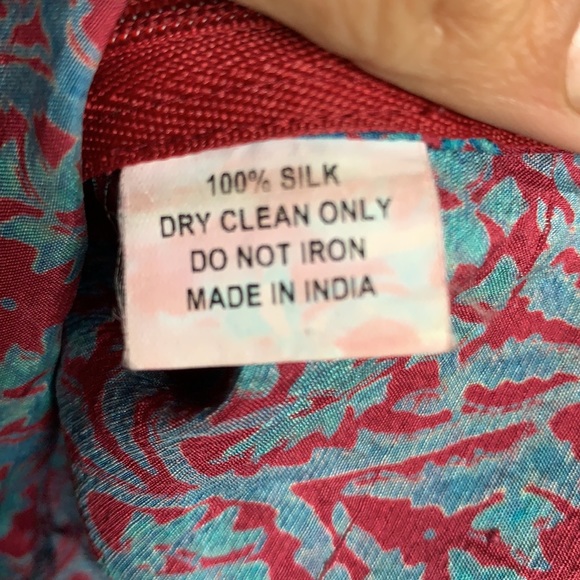 100% SILK
DRY CLEAN ONLY
DO NOT IRON
MADE IN INDIA